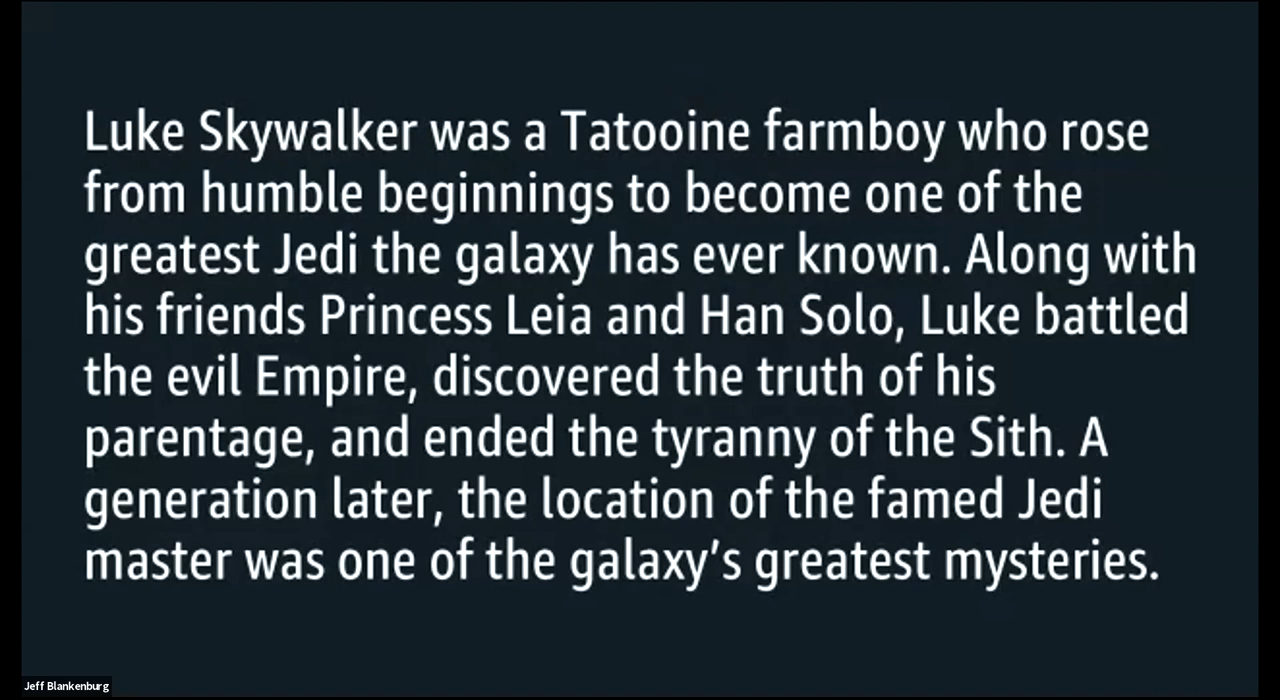 Luke Skywalker was a Tatooine farmboy who rose
from humble beginnings to become one of the
greatest Jedi the galaxy has ever known. Along with
his friends Princess Leia and Han Solo, Luke battled
the evil Empire, discovered the truth of his
parentage, and ended the tyranny of the Sith. A
generation later, the location of the famed Jedi
master was one of the galaxy’s greatest mysteries.
Jeff Blankenburg